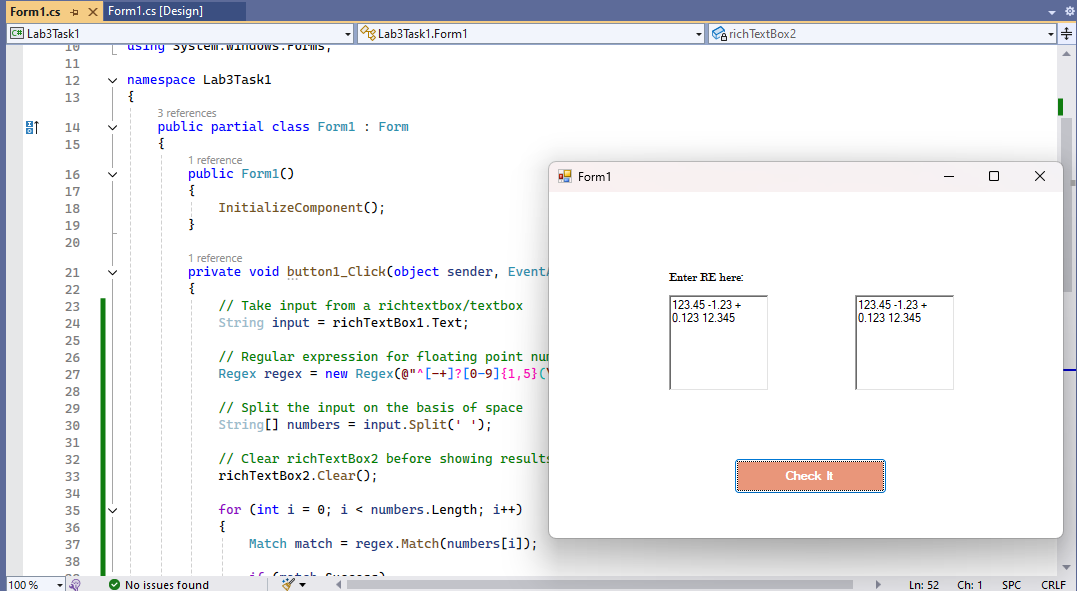 Form1.cs
Form1.cs [Design]
C# Lab3Task1
Lab3Task1.Form1
richTextBox2
10 using System.Windows.Forms;
11
12 namespace Lab3Task1
13 {
3 references
14 public partial class Form1 : Form
15 {
1 reference
16 public Form1()
17 {
18 InitializeComponent();
19 }
20
1 reference
21 private void button1_Click(object sender, Event
22 {
23 // Take input from a richtextbox/textbox
24 String input = richTextBox1.Text;
25
26 // Regular expression for floating point num
27 Regex regex = new Regex(@"^[-+]?[0-9]{1,5}(\
28
29 // Split the input on the basis of space
30 String[] numbers = input.Split(' ');
31
32 // Clear richTextBox2 before showing results
33 richTextBox2.Clear();
34
35 for (int i = 0; i < numbers.Length; i++)
36 {
37 Match match = regex.Match(numbers[i]);
38
if (match.Success)
Form1
Enter RE here:
123.45 -1.23 +
0.123 12.345
123.45 -1.23 +
0.123 12.345
Check It
100 %
No issues found
Ln: 52
Ch: 1
SPC
CRLF